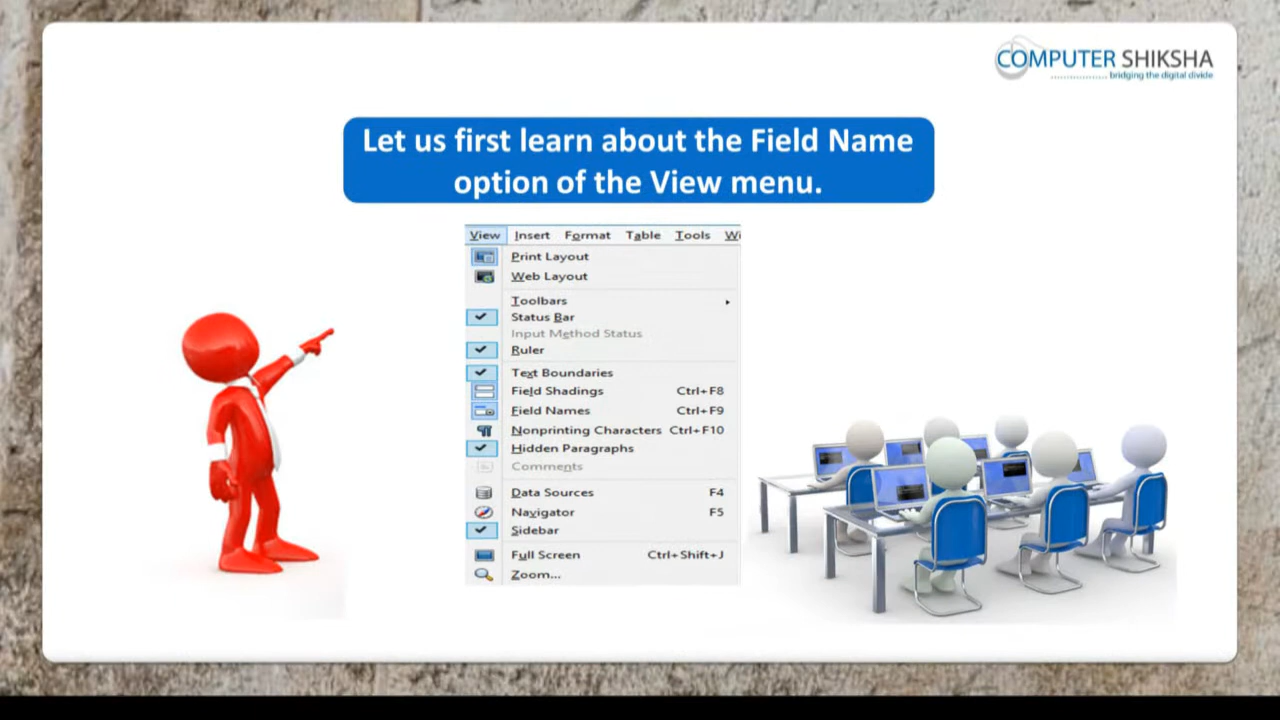 COMPUTER SHIKSHA
bridging the digital divide
Let us first learn about the Field Name
option of the View menu.
View Insert Format Table Tools Wi
Print Layout
Web Layout
Toolbars
Status Bar
Input Method Status
Ruler
Text Boundaries
Field Shadings Ctrl+F8
Field Names Ctrl+F9
Nonprinting Characters Ctrl+F10
Hidden Paragraphs
Comments
Data Sources F4
Navigator F5
Sidebar
Full Screen Ctrl+Shift+J
Zoom...